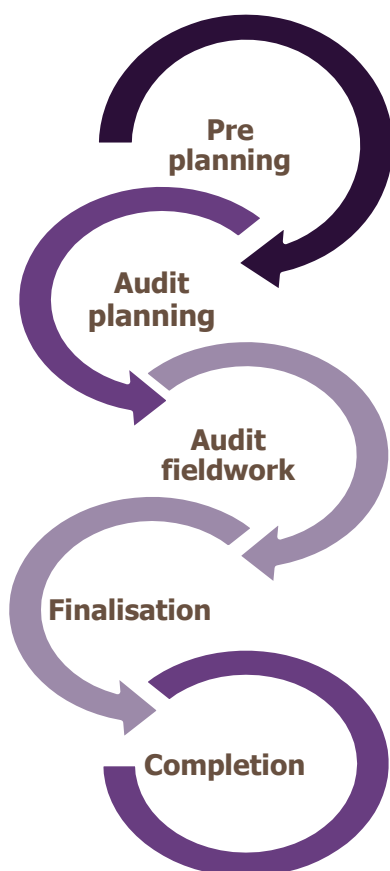 Pre
planning
Audit
planning
Audit
fieldwork
Finalisation
Completion